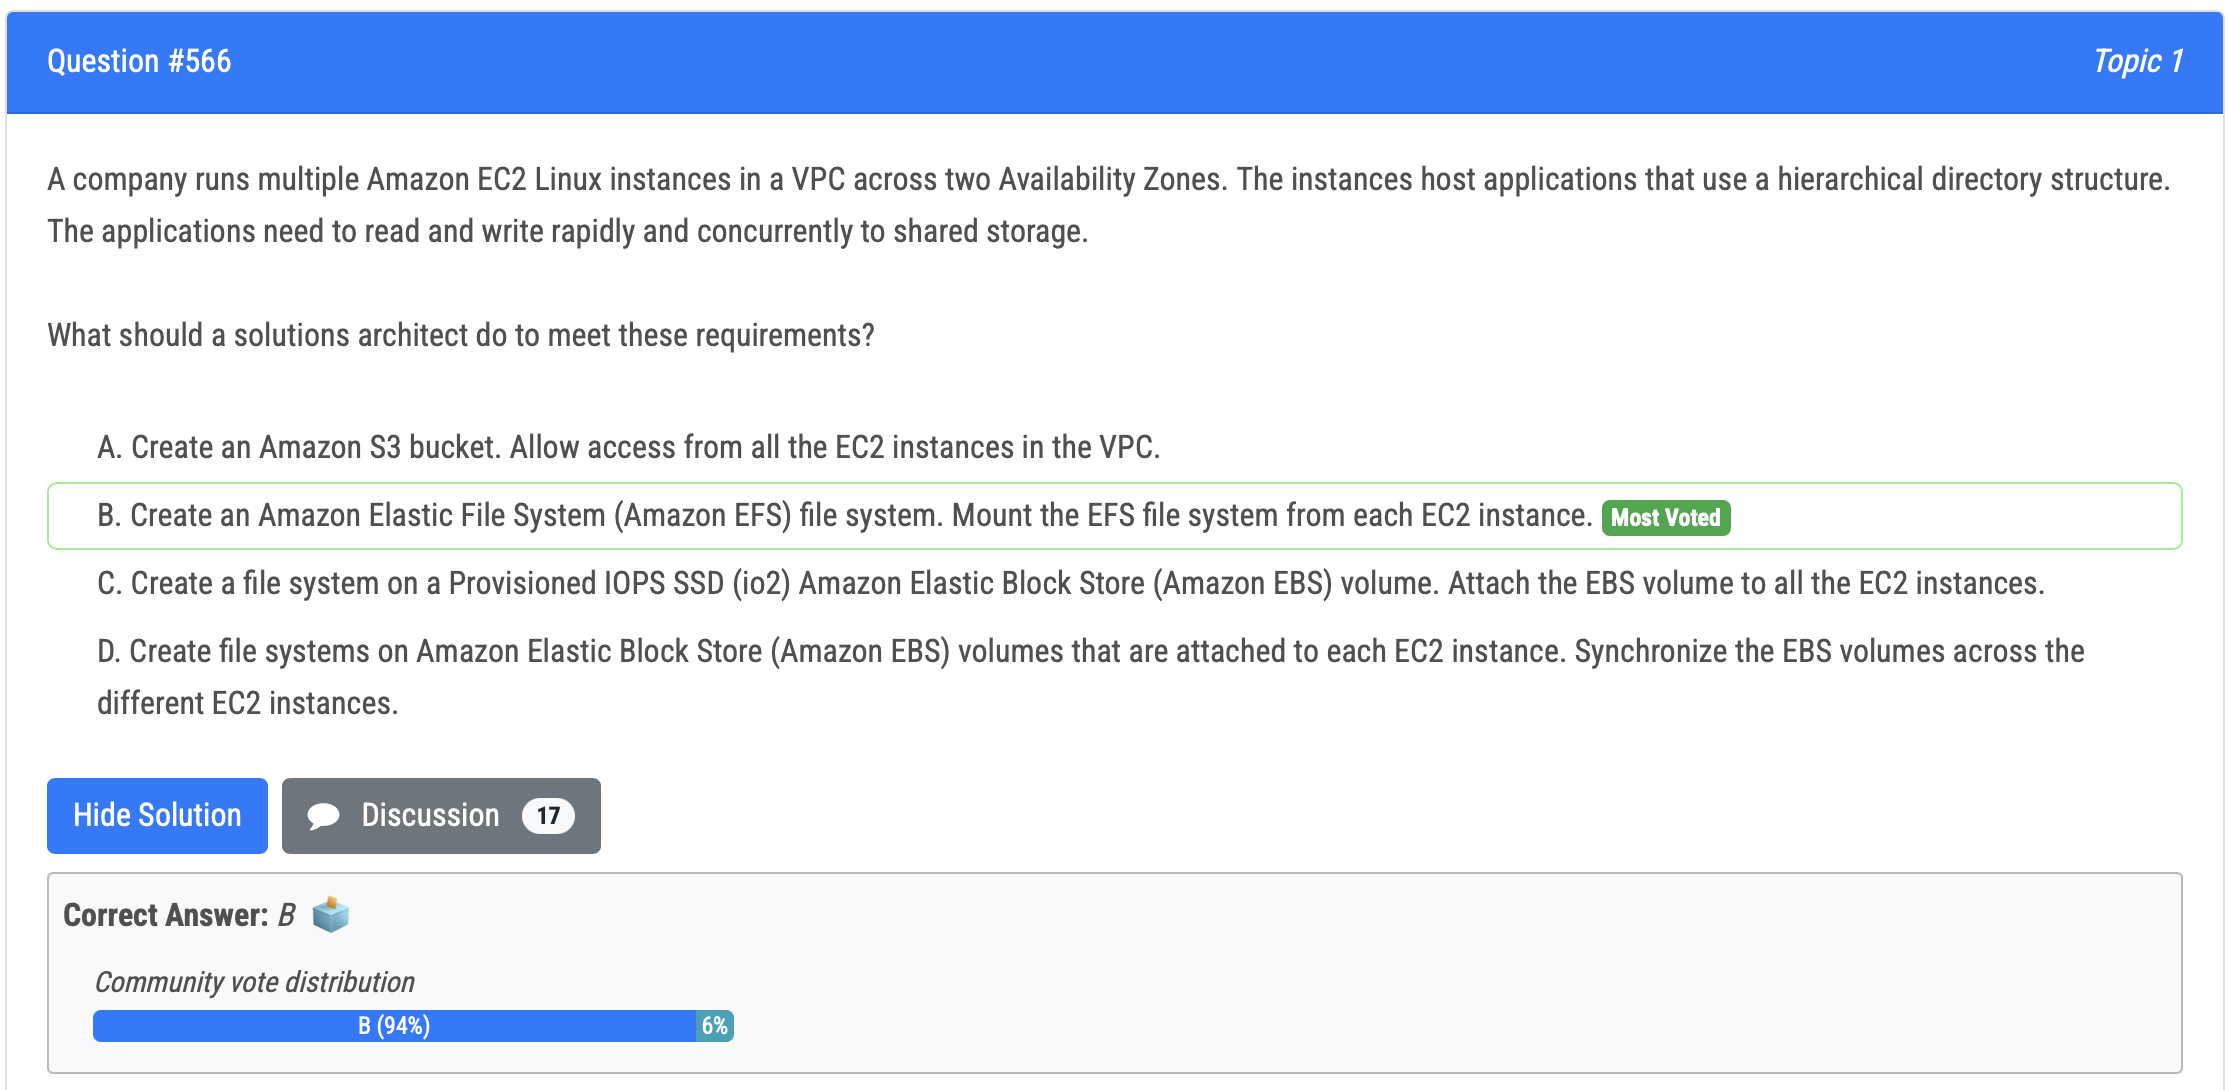 Question #566
Topic 1
A company runs multiple Amazon EC2 Linux instances in a VPC across two Availability Zones. The instances host applications that use a hierarchical directory structure.
The applications need to read and write rapidly and concurrently to shared storage.
What should a solutions architect do to meet these requirements?
A. Create an Amazon S3 bucket. Allow access from all the EC2 instances in the VPC.
B. Create an Amazon Elastic File System (Amazon EFS) file system. Mount the EFS file system from each EC2 instance. Most Voted
C. Create a file system on a Provisioned IOPS SSD (io2) Amazon Elastic Block Store (Amazon EBS) volume. Attach the EBS volume to all the EC2 instances.
D. Create file systems on Amazon Elastic Block Store (Amazon EBS) volumes that are attached to each EC2 instance. Synchronize the EBS volumes across the
different EC2 instances.
Hide Solution
Discussion 17
Correct Answer: B
Community vote distribution
B (94%) 6%